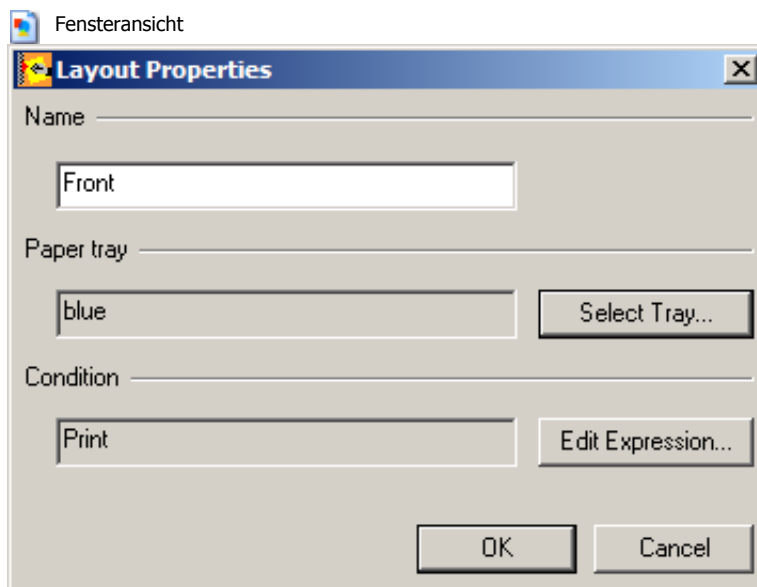 Fensteransicht
Layout Properties
Name
Front
Paper tray
blue
Select Tray...
Condition
Print
Edit Expression...
OK
Cancel